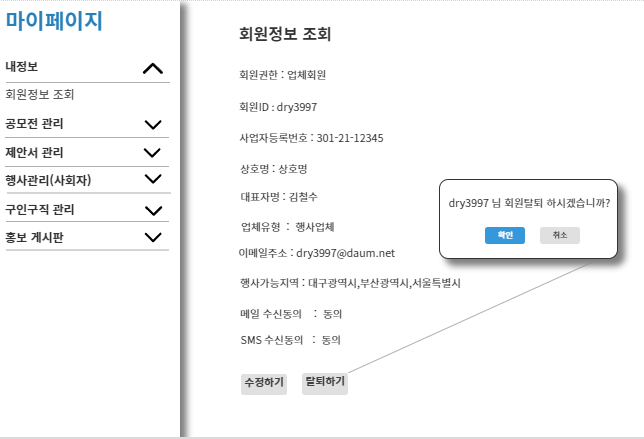 마이페이지
내정보
회원정보 조회
공모전 관리
제안서 관리
행사관리(사회자)
구인구직 관리
홍보 게시판
회원정보 조회
회원권한 : 업체회원
회원ID : dry3997
사업자등록번호 : 301-21-12345
상호명 : 상호명
대표자명 : 김철수
업체유형 : 행사업체
이메일주소 : dry3997@daum.net
행사가능지역 : 대구광역시,부산광역시,서울특별시
메일 수신동의 : 동의
SMS 수신동의 : 동의
수정하기 탈퇴하기
dry3997 님 회원탈퇴 하시겠습니까?
확인 취소